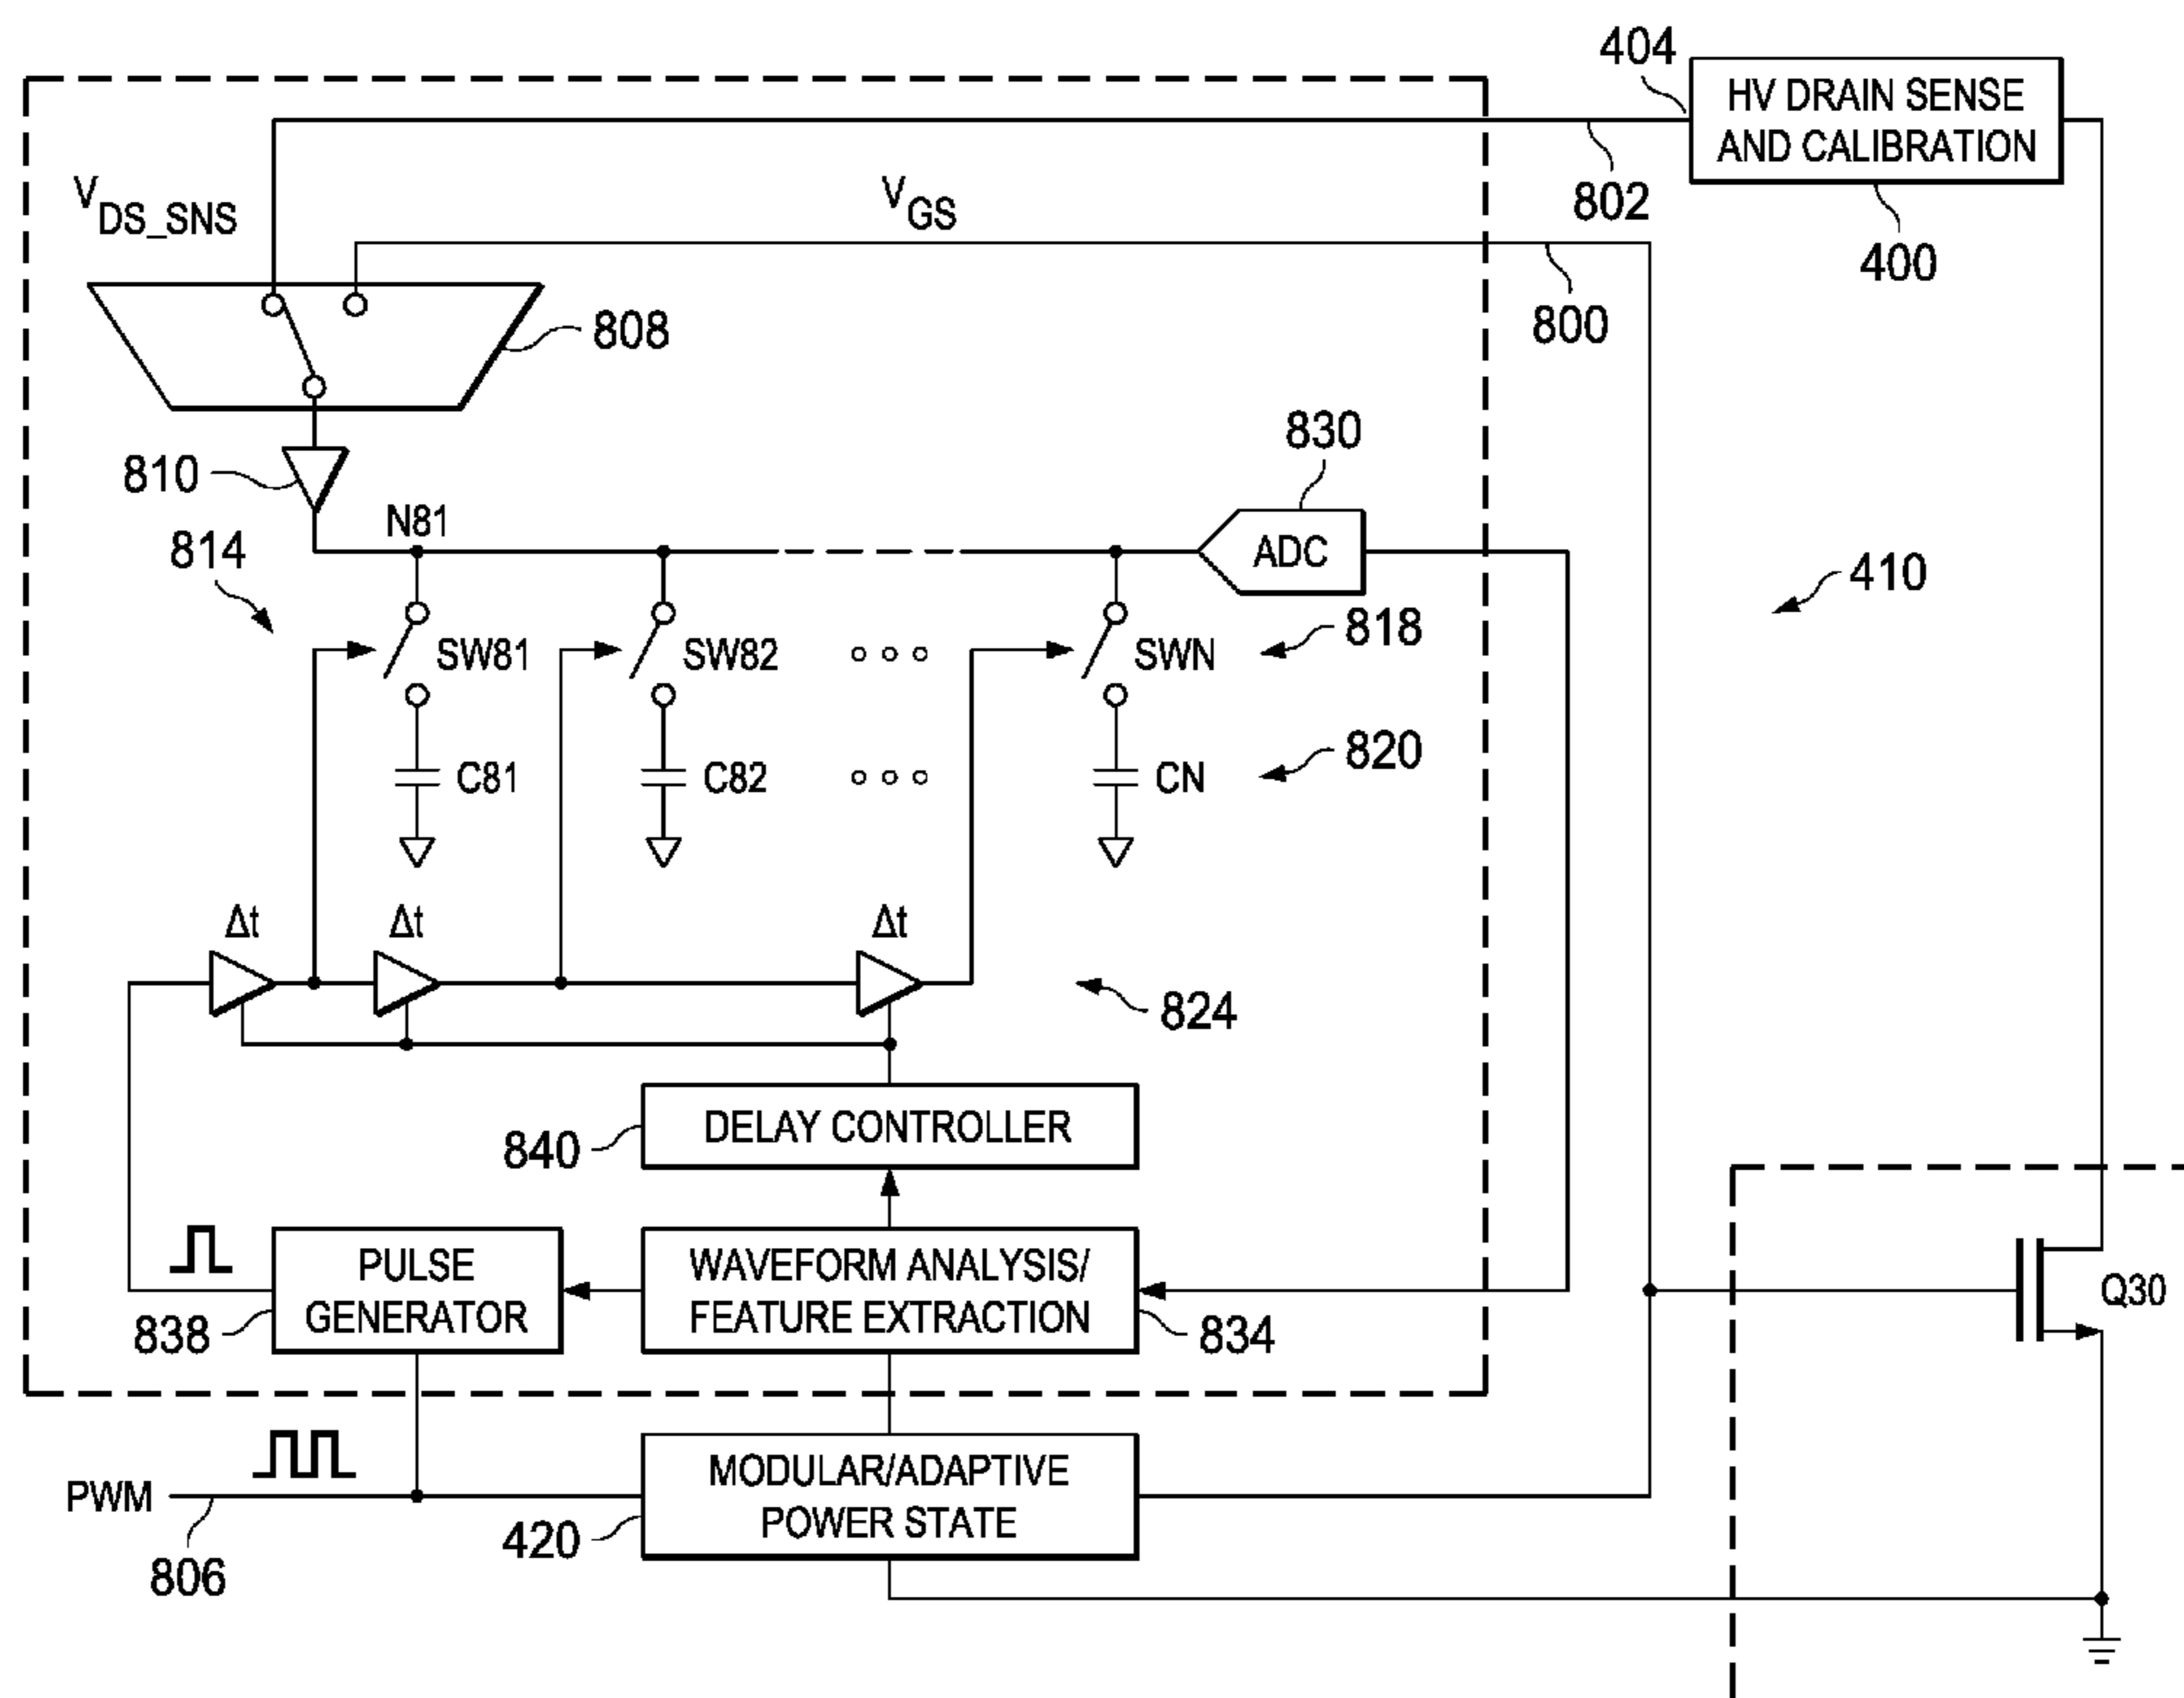 404
HV DRAIN SENSE
AND CALIBRATION
802
400
VDS_SNS
VGS
800
808
830
810
N81
ADC
814
410
818
SW81
SW82
SWN
820
C81
C82
CN
Δt
Δt
Δt
824
DELAY CONTROLLER
840
PULSE
GENERATOR
838
WAVEFORM ANALYSIS/
FEATURE EXTRACTION
834
Q30
PWM
806
MODULAR/ADAPTIVE
POWER STATE
420